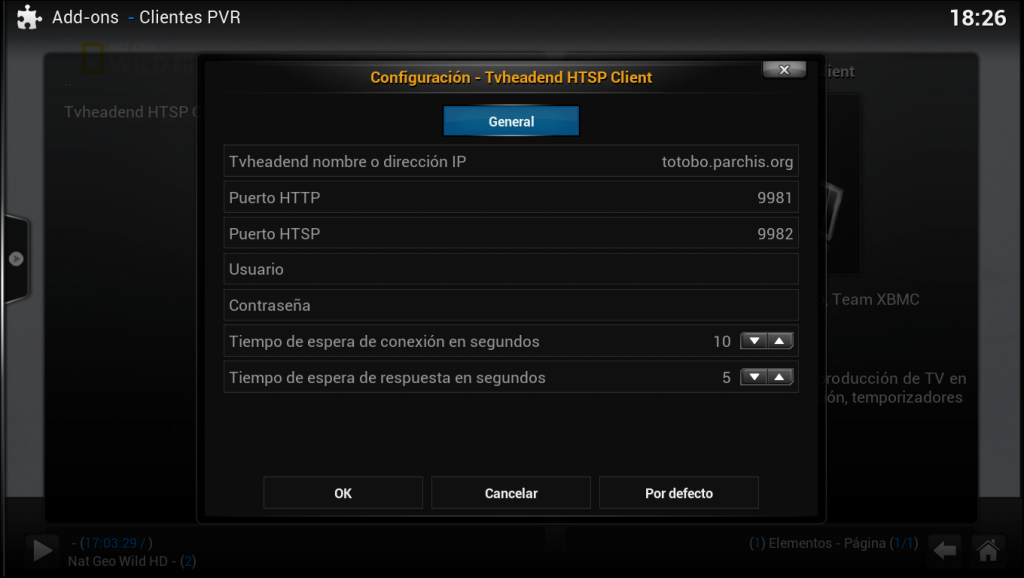 Add-ons - Clientes PVR
18:26
Configuración - Tvheadend HTSP Client
ient
Tvheadend HTSP C
General
Tvheadend nombre o dirección IP totobo.parchis.org
Puerto HTTP 9981
Puerto HTSP 9982
Usuario
Contraseña
, Team XBMC
Tiempo de espera de conexión en segundos 10
Tiempo de espera de respuesta en segundos 5
roducción de TV en
ón, temporizadores
OK Cancelar Por defecto
- (17:03:29 / )
Nat Geo Wild HD - (2)
(1) Elementos - Página (1/1)